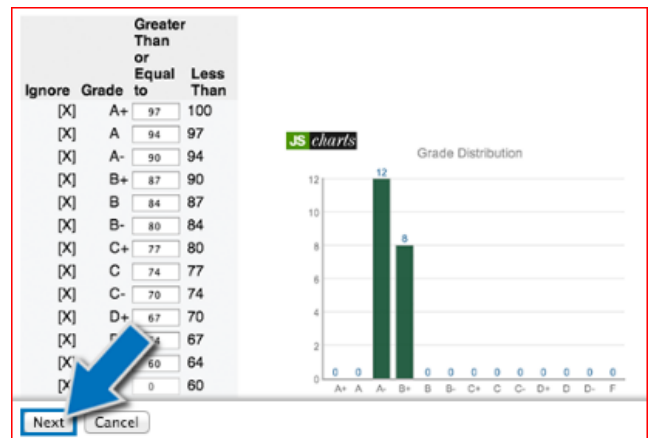 Greater
Than
or
Equal Less
Ignore Grade to Than
[X] A+ 97 100
[X] A 94 97
[X] A- 90 94
[X] B+ 87 90
[X] B 84 87
[X] B- 80 84
[X] C+ 77 80
[X] C 74 77
[X] C- 70 74
[X] D+ 67 70
[X] 67
[X] 60 64
0 60
Next Cancel
JS charts
Grade Distribution
12
12
10
8
8
6
4
2
0
0 0 0 0 0 0 0 0 0 0 0
A+ A A- B+ B B- C+ C C- D+ D D- F